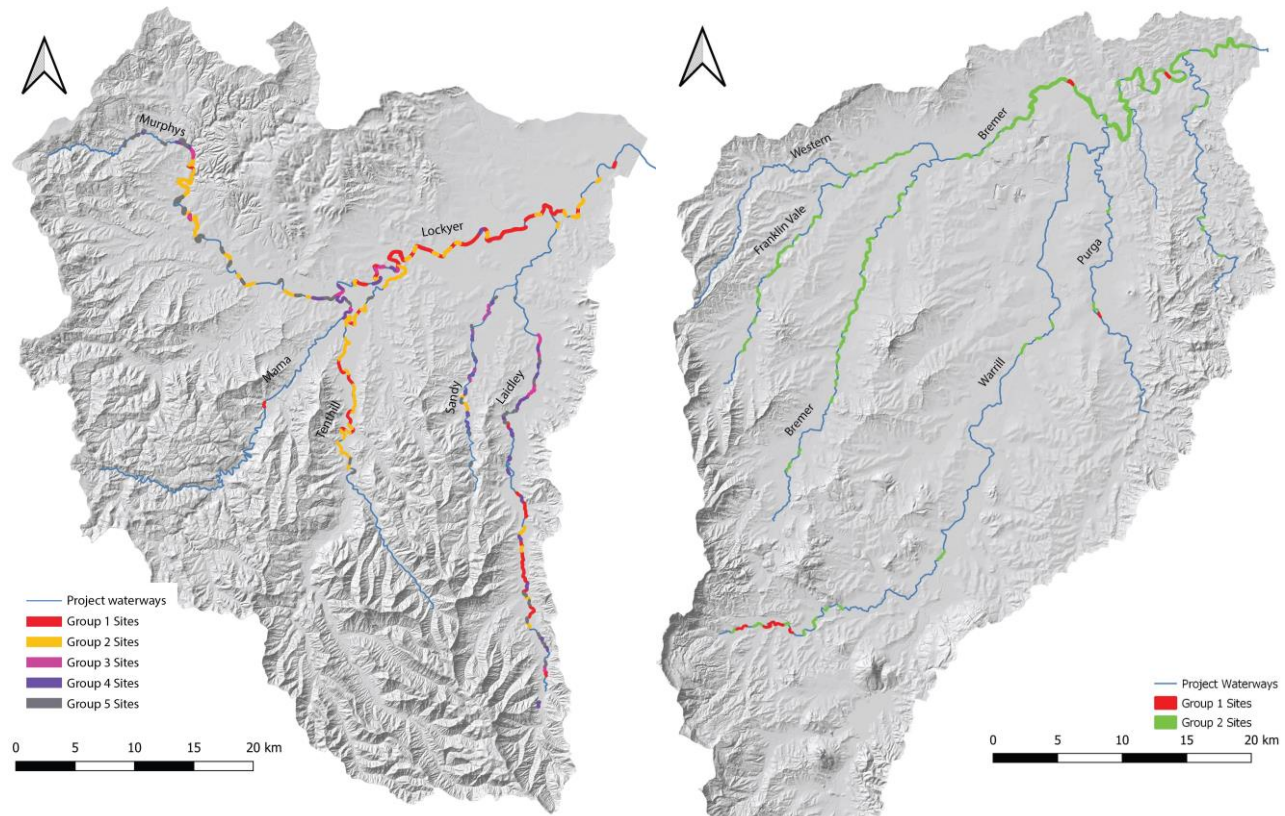 Murphys
Lockyer
Mama
Tenthill
Sandy
Laidley
Project waterways
Group 1 Sites
Group 2 Sites
Group 3 Sites
Group 4 Sites
Group 5 Sites
0 5 10 15 20 km
Western
Bremer
Franklin Vale
Purga
Warrill
Bremer
Project Waterways
Group 1 Sites
Group 2 Sites
0 5 10 15 20 km